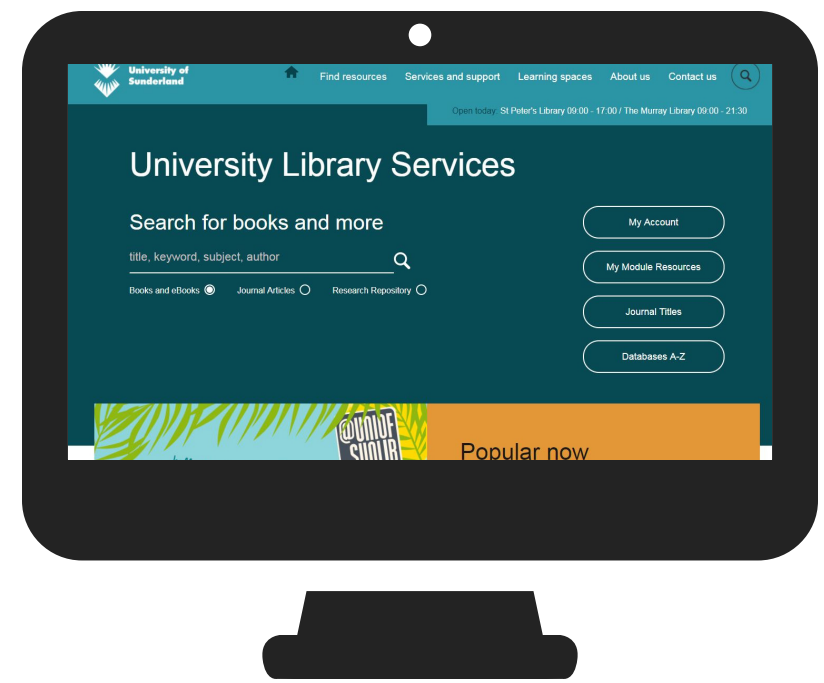 University of
Sunderland
Find resources Services and support Learning spaces About us Contact us
Open today: St Peter's Library 09:00 - 17:00 / The Murray Library 09:00 - 21:30
University Library Services
Search for books and more
title, keyword, subject, author
Books and eBooks Journal Articles Research Repository
My Account
My Module Resources
Journal Titles
Databases A-Z
@UNIOF
SUNLIB
Popular now